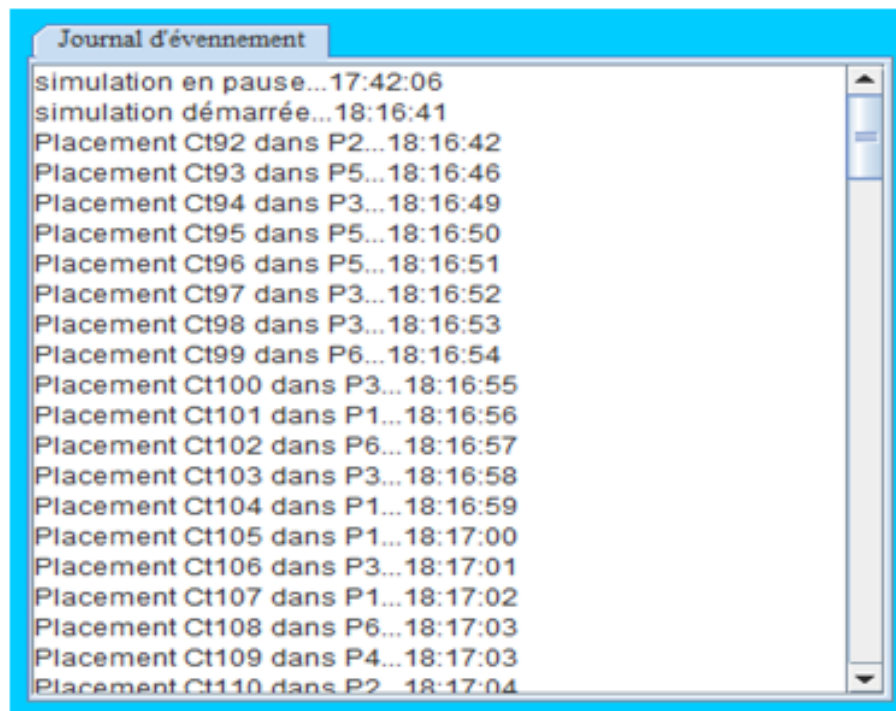 Journal d'évennement
simulation en pause...17:42:06
simulation démarrée...18:16:41
Placement Ct92 dans P2...18:16:42
Placement Ct93 dans P5...18:16:46
Placement Ct94 dans P3...18:16:49
Placement Ct95 dans P5...18:16:50
Placement Ct96 dans P5...18:16:51
Placement Ct97 dans P3...18:16:52
Placement Ct98 dans P3...18:16:53
Placement Ct99 dans P6...18:16:54
Placement Ct100 dans P3...18:16:55
Placement Ct101 dans P1...18:16:56
Placement Ct102 dans P6...18:16:57
Placement Ct103 dans P3...18:16:58
Placement Ct104 dans P1...18:16:59
Placement Ct105 dans P1...18:17:00
Placement Ct106 dans P3...18:17:01
Placement Ct107 dans P1...18:17:02
Placement Ct108 dans P6...18:17:03
Placement Ct109 dans P4...18:17:03
Placement Ct110 dans P2...18:17:04